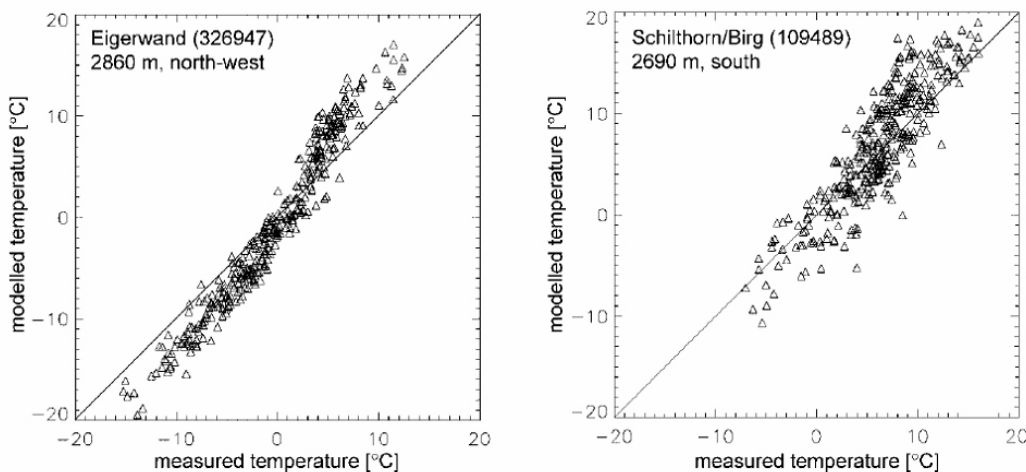 Eigerwand (326947)
2860 m, north-west
modelled temperature [°C]
20
10
0
−10
−20
−20 −10 0 10 20
measured temperature [°C]
Schilthorn/Birg (109489)
2690 m, south
modelled temperature [°C]
20
10
0
−10
−20
−20 −10 0 10 20
measured temperature [°C]